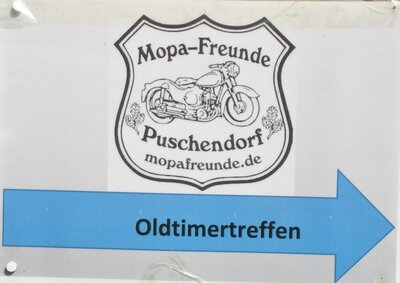 Mopa-Freunde
Puschendorf
mopafreunde.de
Oldtimertreffen